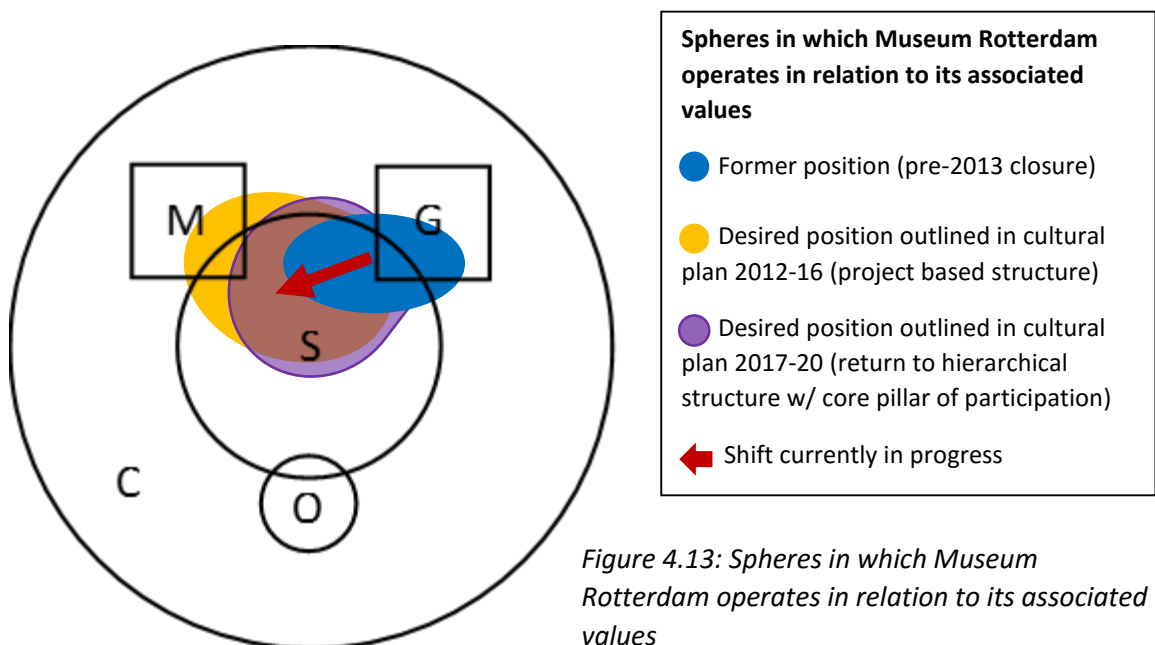 M
G
S
C
O
Spheres in which Museum Rotterdam
operates in relation to its associated
values
Former position (pre-2013 closure)
Desired position outlined in cultural
plan 2012-16 (project based structure)
Desired position outlined in cultural
plan 2017-20 (return to hierarchical
structure w/ core pillar of participation)
Shift currently in progress
Figure 4.13: Spheres in which Museum
Rotterdam operates in relation to its associated
values